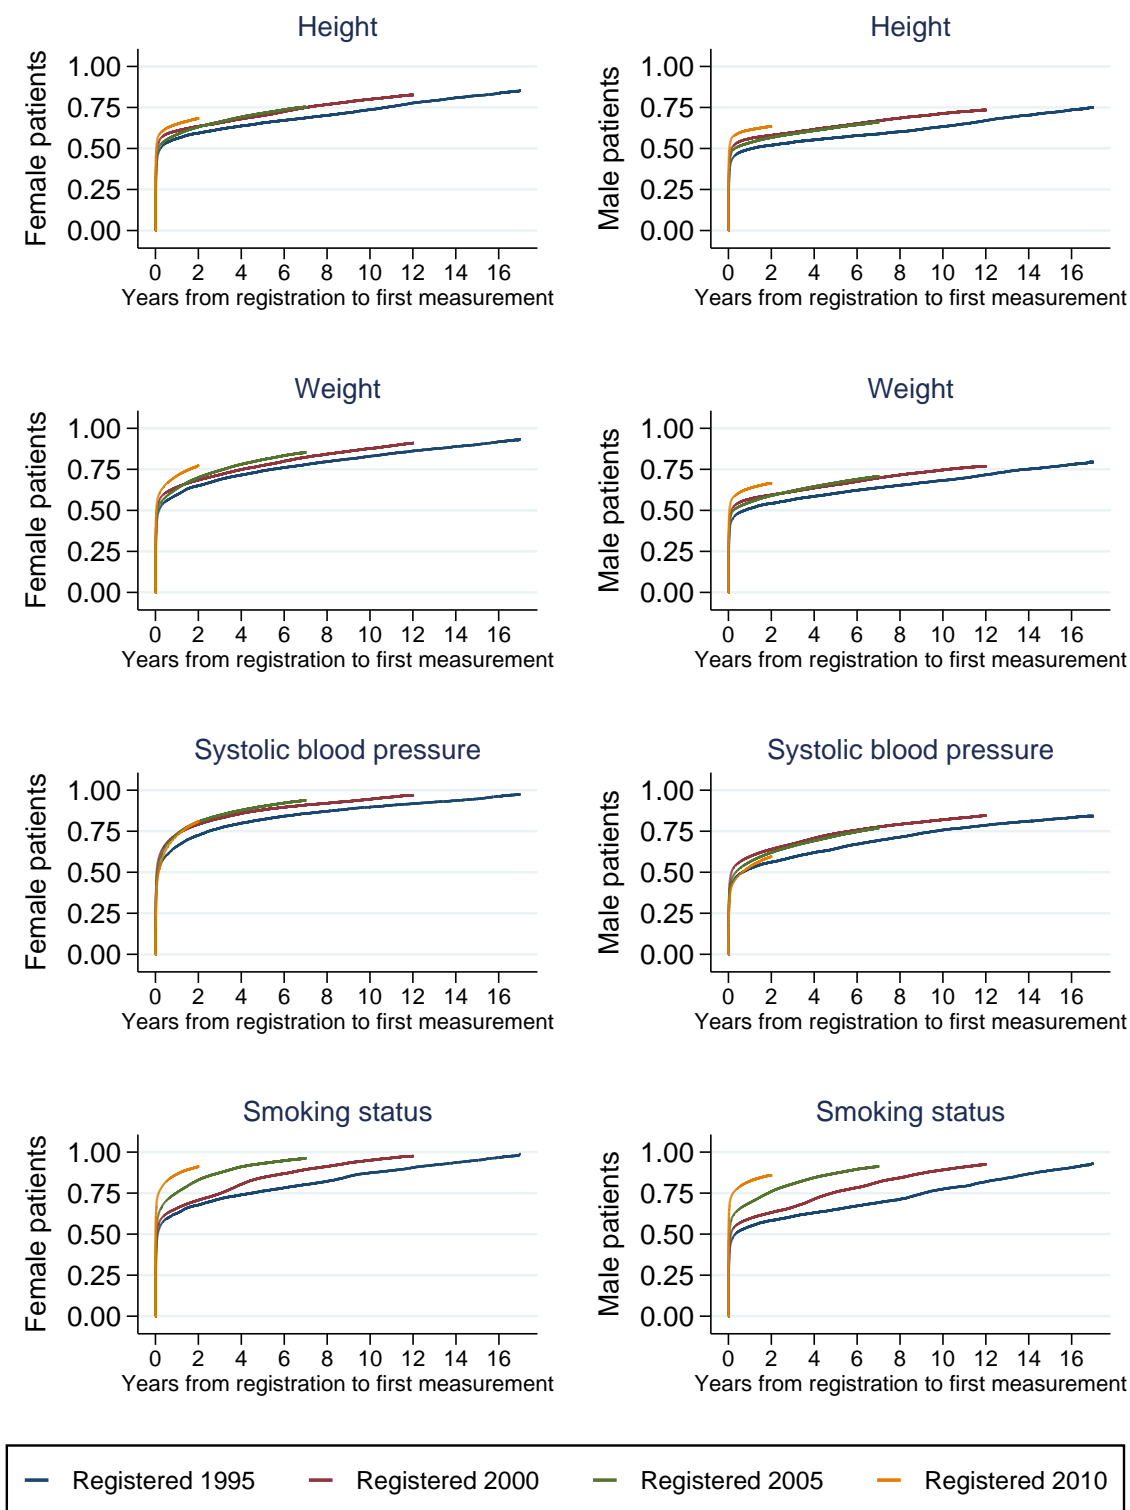 Height
Female patients
1.00
0.75
0.50
0.25
0.00
0 2 4 6 8 10 12 14 16
Years from registration to first measurement
Height
Male patients
1.00
0.75
0.50
0.25
0.00
0 2 4 6 8 10 12 14 16
Years from registration to first measurement
Weight
Female patients
1.00
0.75
0.50
0.25
0.00
0 2 4 6 8 10 12 14 16
Years from registration to first measurement
Weight
Male patients
1.00
0.75
0.50
0.25
0.00
0 2 4 6 8 10 12 14 16
Years from registration to first measurement
Systolic blood pressure
Female patients
1.00
0.75
0.50
0.25
0.00
0 2 4 6 8 10 12 14 16
Years from registration to first measurement
Systolic blood pressure
Male patients
1.00
0.75
0.50
0.25
0.00
0 2 4 6 8 10 12 14 16
Years from registration to first measurement
Smoking status
Female patients
1.00
0.75
0.50
0.25
0.00
0 2 4 6 8 10 12 14 16
Years from registration to first measurement
Smoking status
Male patients
1.00
0.75
0.50
0.25
0.00
0 2 4 6 8 10 12 14 16
Years from registration to first measurement
Registered 1995 Registered 2000 Registered 2005 Registered 2010